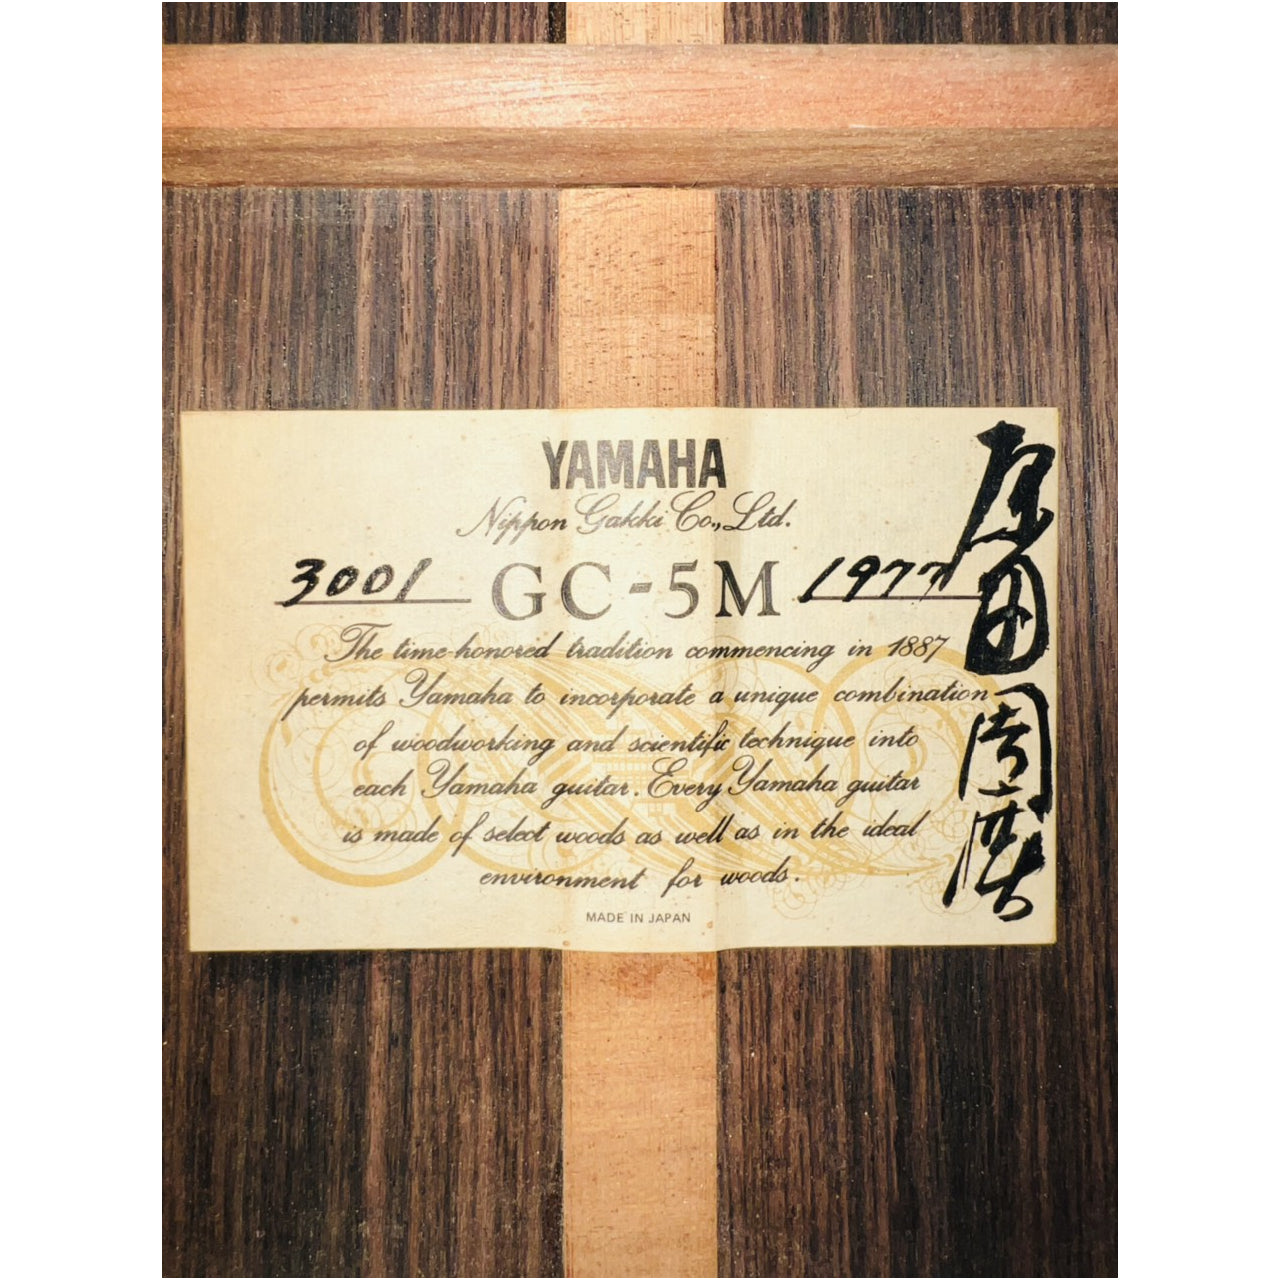 YAMAHA
Nippon Gakki Co., Ltd.
3001 GC-5M 1977
The time-honored tradition commencing in 1887
permits Yamaha to incorporate a unique combination
of woodworking and scientific technique into
each Yamaha guitar. Every Yamaha guitar
is made of select woods as well as in the ideal
environment for woods.
MADE IN JAPAN
原田